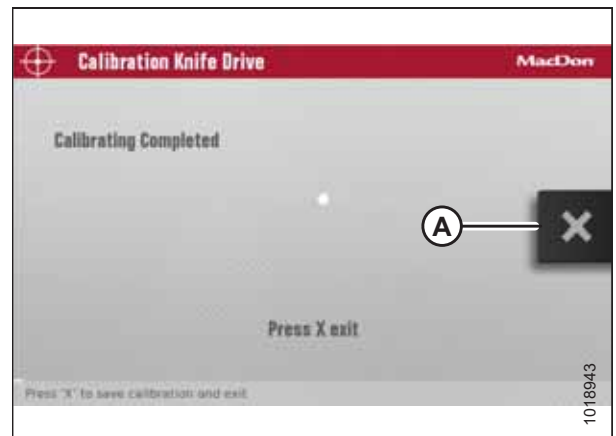 Calibration Knife Drive MacDon
Calibrating Completed
A
Press X exit
Press "X" to save calibration and exit
1018943